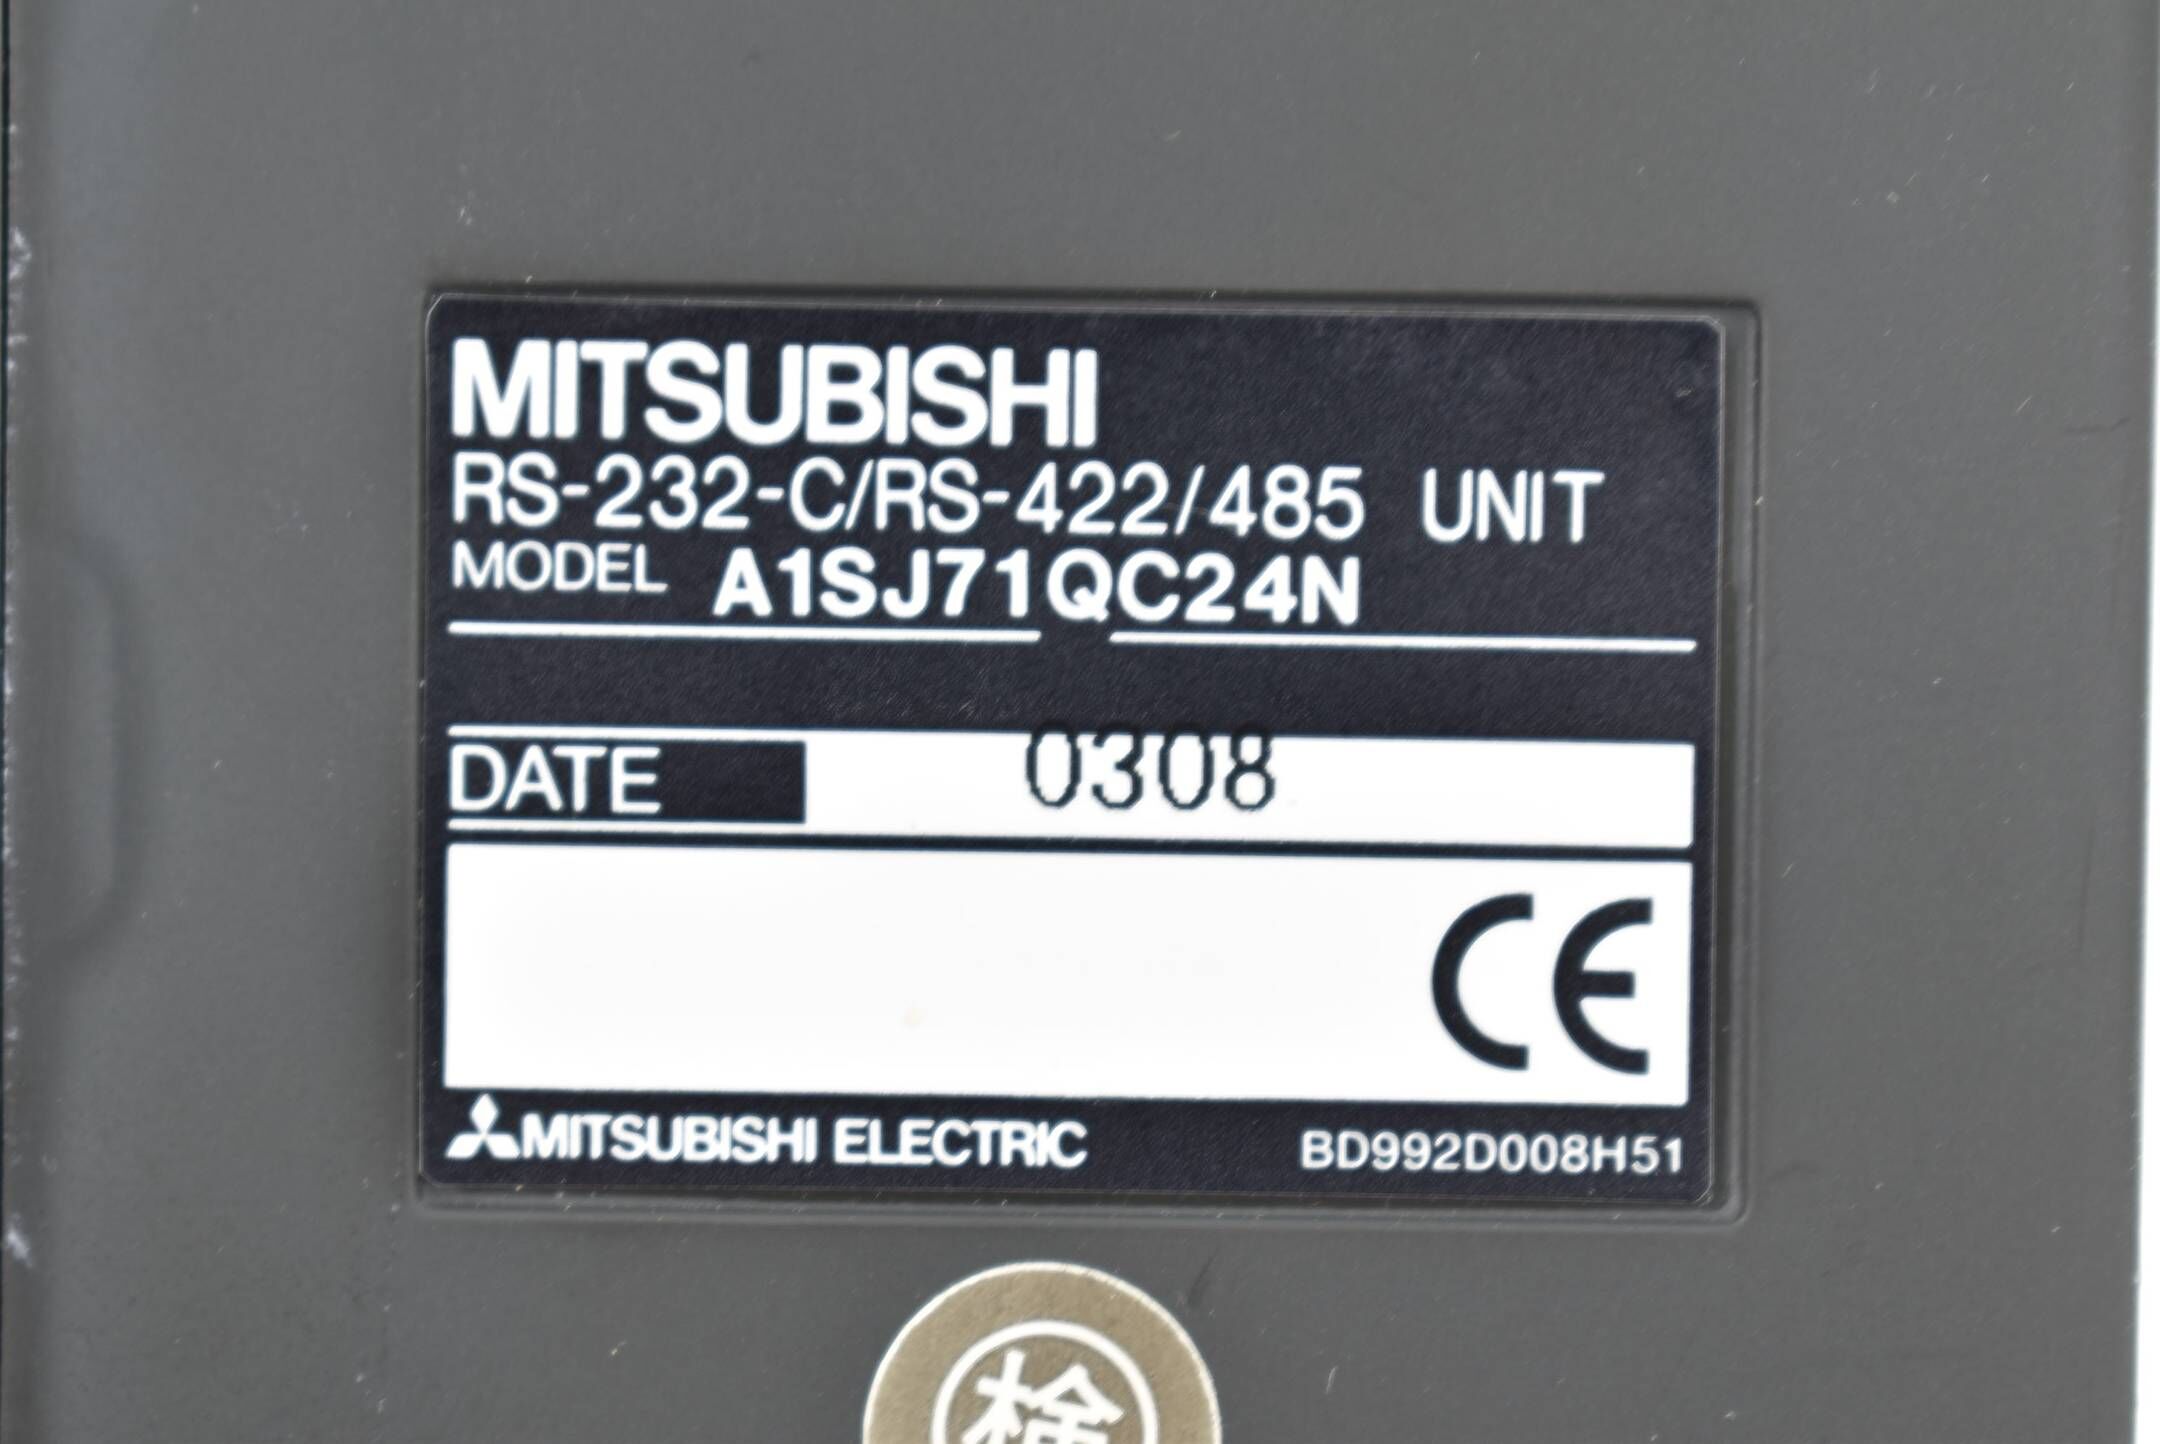 MITSUBISHI
RS-232-C/RS-422/485 UNIT
MODEL A1SJ71QC24N
DATE 0308
CE
MITSUBISHI ELECTRIC BD992D008H51
検